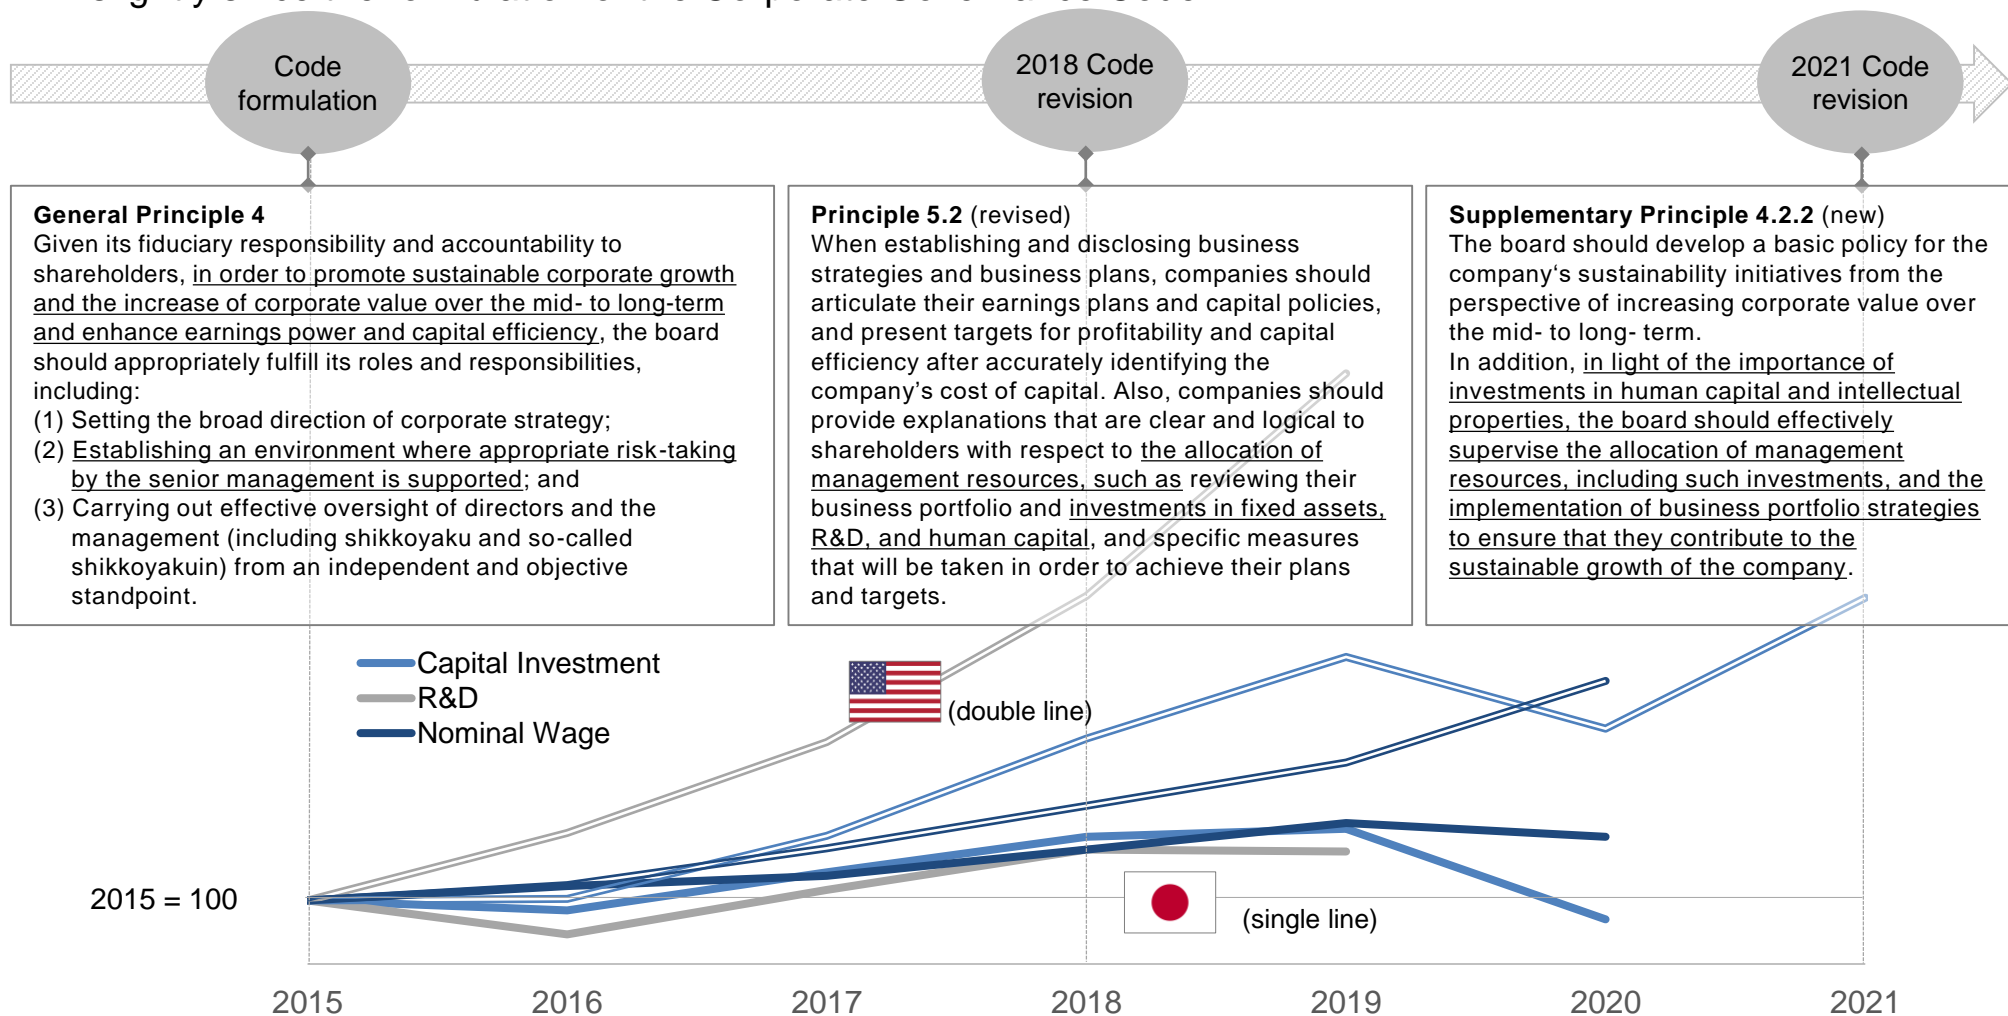 Code
formulation
2018 Code
revision
2021 Code
revision
General Principle 4
Given its fiduciary responsibility and accountability to
shareholders, in order to promote sustainable corporate growth
and the increase of corporate value over the mid- to long-term
and enhance earnings power and capital efficiency, the board
should appropriately fulfill its roles and responsibilities,
including:
(1) Setting the broad direction of corporate strategy;
(2) Establishing an environment where appropriate risk-taking
by the senior management is supported; and
(3) Carrying out effective oversight of directors and the
management (including shikkoyaku and so-called
shikkoyakuin) from an independent and objective
standpoint.
Principle 5.2 (revised)
When establishing and disclosing business
strategies and business plans, companies should
articulate their earnings plans and capital policies,
and present targets for profitability and capital
efficiency after accurately identifying the
company’s cost of capital. Also, companies should
provide explanations that are clear and logical to
shareholders with respect to the allocation of
management resources, such as reviewing their
business portfolio and investments in fixed assets,
R&D, and human capital, and specific measures
that will be taken in order to achieve their plans
and targets.
Supplementary Principle 4.2.2 (new)
The board should develop a basic policy for the
company‘s sustainability initiatives from the
perspective of increasing corporate value over
the mid- to long- term.
In addition, in light of the importance of
investments in human capital and intellectual
properties, the board should effectively
supervise the allocation of management
resources, including such investments, and the
implementation of business portfolio strategies
to ensure that they contribute to the
sustainable growth of the company.
Capital Investment
R&D
Nominal Wage
(double line)
2015 = 100
(single line)
2015 2016 2017 2018 2019 2020 2021